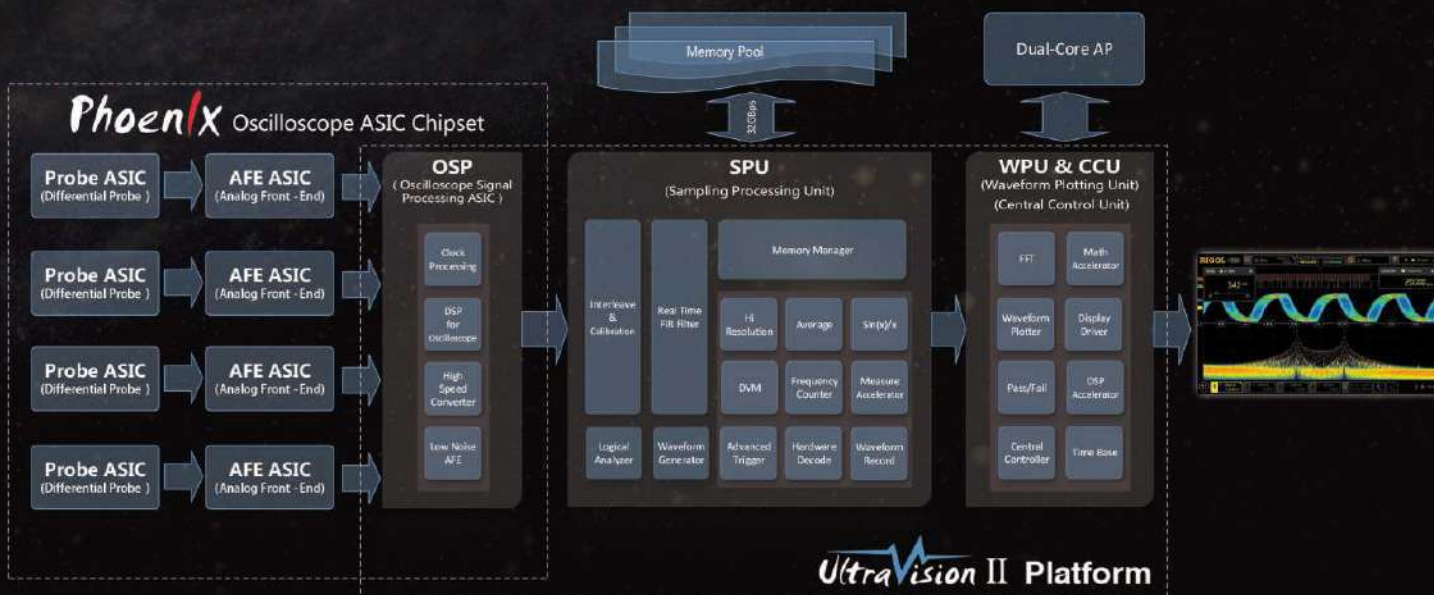 Memory Pool
Dual-Core AP
32GBps
Phoenix Oscilloscope ASIC Chipset
Probe ASIC
(Differential Probe )
AFE ASIC
(Analog Front -End)
Probe ASIC
(Differential Probe )
AFE ASIC
(Analog Front -End)
Probe ASIC
(Differential Probe )
AFE ASIC
(Analog Front -End)
Probe ASIC
(Differential Probe )
AFE ASIC
(Analog Front -End)
OSP
( Oscilloscope Signal
Processing ASIC )
Clock
Processing
DSP
for
Oscilloscope
High
Speed
Converter
Low Noise
AFE
SPU
(Sampling Processing Unit)
Interleave
&
Calibration
Real Time
FIR Filter
Memory Manager
Hi
Resolution
Average
Sin(x)/x
DVM
Frequency
Counter
Measure
Accelerator
Logical
Analyzer
Waveform
Generator
Advanced
Trigger
Hardware
Decode
Waveform
Record
WPU & CCU
(Waveform Plotting Unit)
(Central Control Unit)
FFT
Math
Accelerator
Waveform
Plotter
Display
Driver
Pass/Fail
DSP
Accelerator
Central
Controller
Time Base
RIGOL
UltraVision II Platform